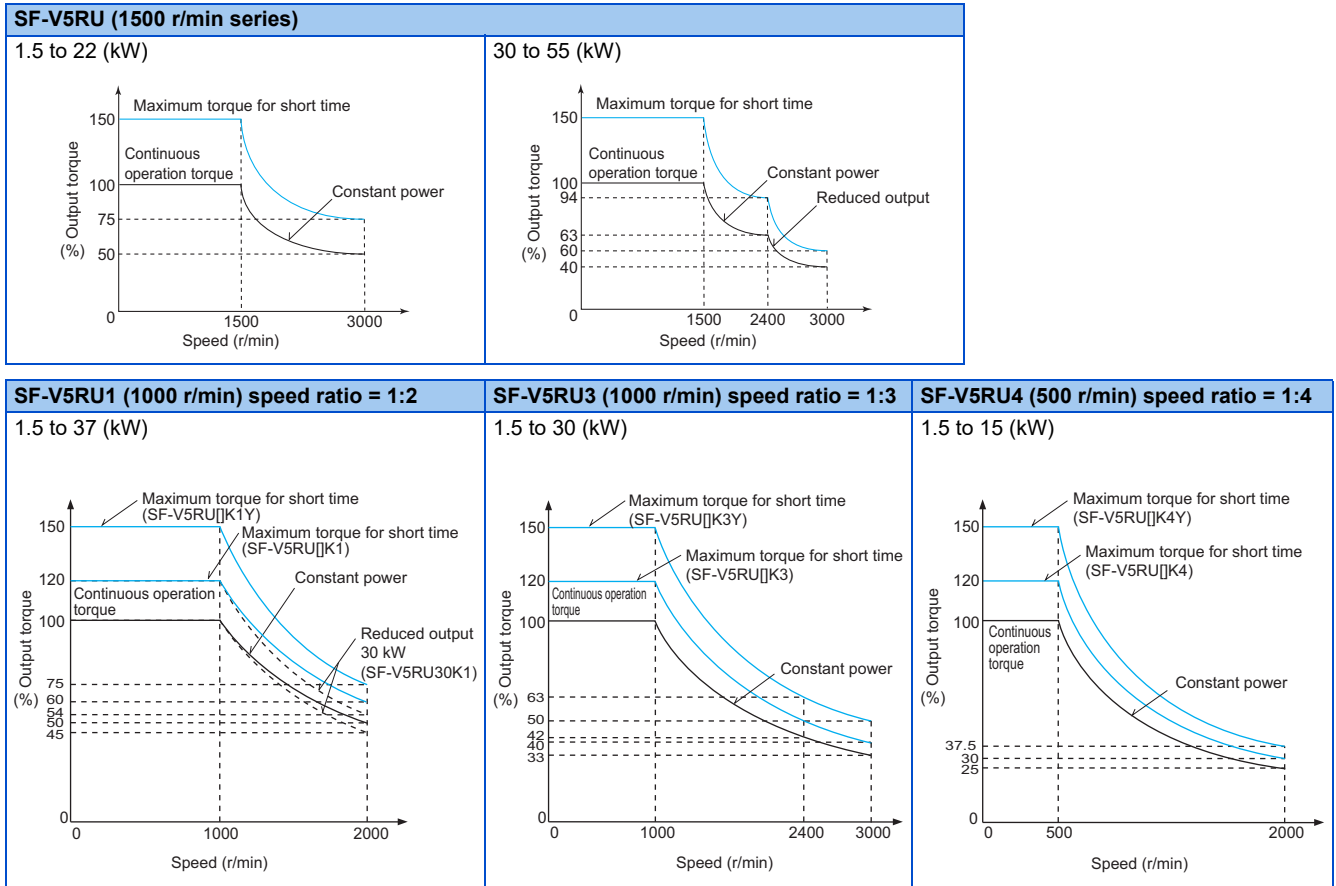 SF-V5RU (1500 r/min series)
1.5 to 22 (kW)
Maximum torque for short time
150
Continuous
operation torque
100
Constant power
75
50
Output torque
(%)
0
1500
3000
Speed (r/min)
30 to 55 (kW)
Maximum torque for short time
150
Continuous
operation torque
Constant power
100
94
Reduced output
63
60
40
Output torque
(%)
0
1500
2400
3000
Speed (r/min)
SF-V5RU1 (1000 r/min) speed ratio = 1:2
1.5 to 37 (kW)
Maximum torque for short time
(SF-V5RU[]K1Y)
150
Maximum torque for short time
(SF-V5RU[]K1)
120
Constant power
Continuous operation
torque
100
Reduced output
30 kW
(SF-V5RU30K1)
75
60
54
50
45
Output torque
(%)
0
0
1000
2000
Speed (r/min)
SF-V5RU3 (1000 r/min) speed ratio = 1:3
1.5 to 30 (kW)
Maximum torque for short time
(SF-V5RU[]K3Y)
150
Maximum torque for short time
(SF-V5RU[]K3)
120
Continuous operation
torque
100
Constant power
63
50
42
40
33
Output torque
(%)
0
0
1000
2400
3000
Speed (r/min)
SF-V5RU4 (500 r/min) speed ratio = 1:4
1.5 to 15 (kW)
Maximum torque for short time
(SF-V5RU[]K4Y)
150
Maximum torque for short time
(SF-V5RU[]K4)
120
100
Continuous
operation
torque
Constant power
37.5
30
25
Output torque
(%)
0
0
500
2000
Speed (r/min)